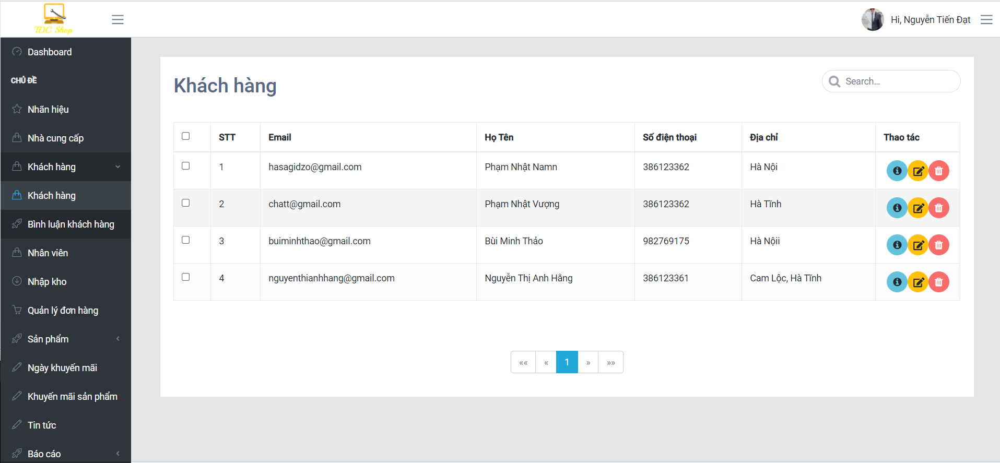 TDC Shop
Hi, Nguyễn Tiến Đạt
Dashboard
CHỦ ĐỀ
Nhãn hiệu
Nhà cung cấp
Khách hàng
Khách hàng
Bình luận khách hàng
Nhân viên
Nhập kho
Quản lý đơn hàng
Sản phẩm
Ngày khuyến mãi
Khuyến mãi sản phẩm
Tin tức
Báo cáo
Khách hàng
Search...
STT Email Họ Tên Số điện thoại Địa chỉ Thao tác
1 hasagidzo@gmail.com Phạm Nhật Namn 386123362 Hà Nội
2 chatt@gmail.com Phạm Nhật Vượng 386123362 Hà Tĩnh
3 buiminhthao@gmail.com Bùi Minh Thảo 982769175 Hà Nộii
4 nguyenthianhhang@gmail.com Nguyễn Thị Anh Hằng 386123361 Cam Lộc, Hà Tĩnh
«« « 1 » »»